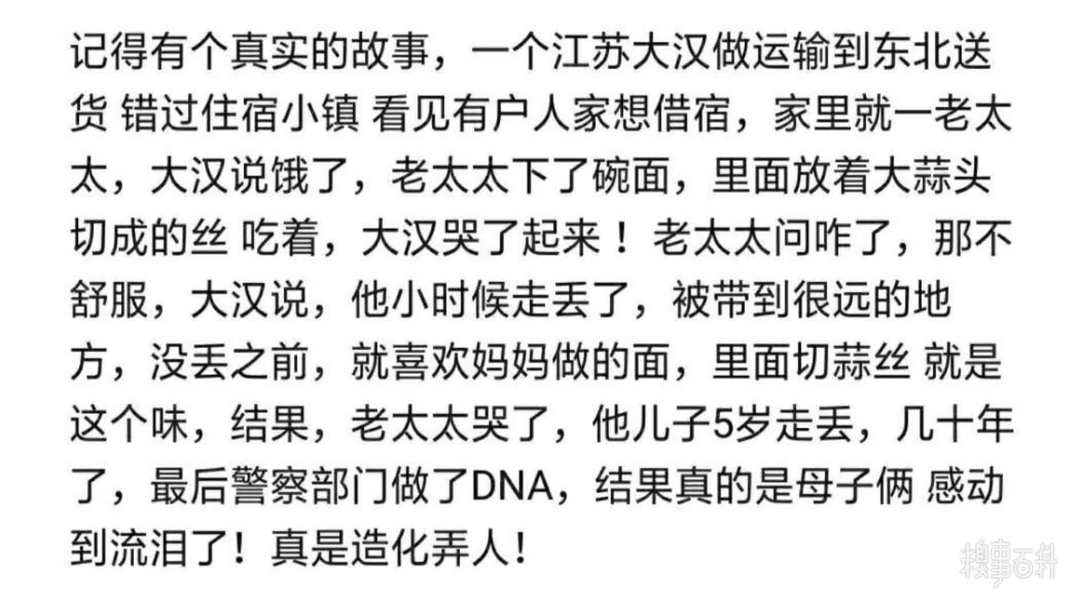 记得有个真实的故事，一个江苏大汉做运输到东北送
货 错过住宿小镇 看见有户人家想借宿，家里就一老太
太，大汉说饿了，老太太下了碗面，里面放着大蒜头
切成的丝 吃着，大汉哭了起来！老太太问咋了，那不
舒服，大汉说，他小时候走丢了，被带到很远的地
方，没丢之前，就喜欢妈妈做的面，里面切蒜丝 就是
这个味，结果，老太太哭了，他儿子5岁走丢，几十年
了，最后警察部门做了DNA，结果真的是母子俩 感动
到流泪了！真是造化弄人！
糗事百科